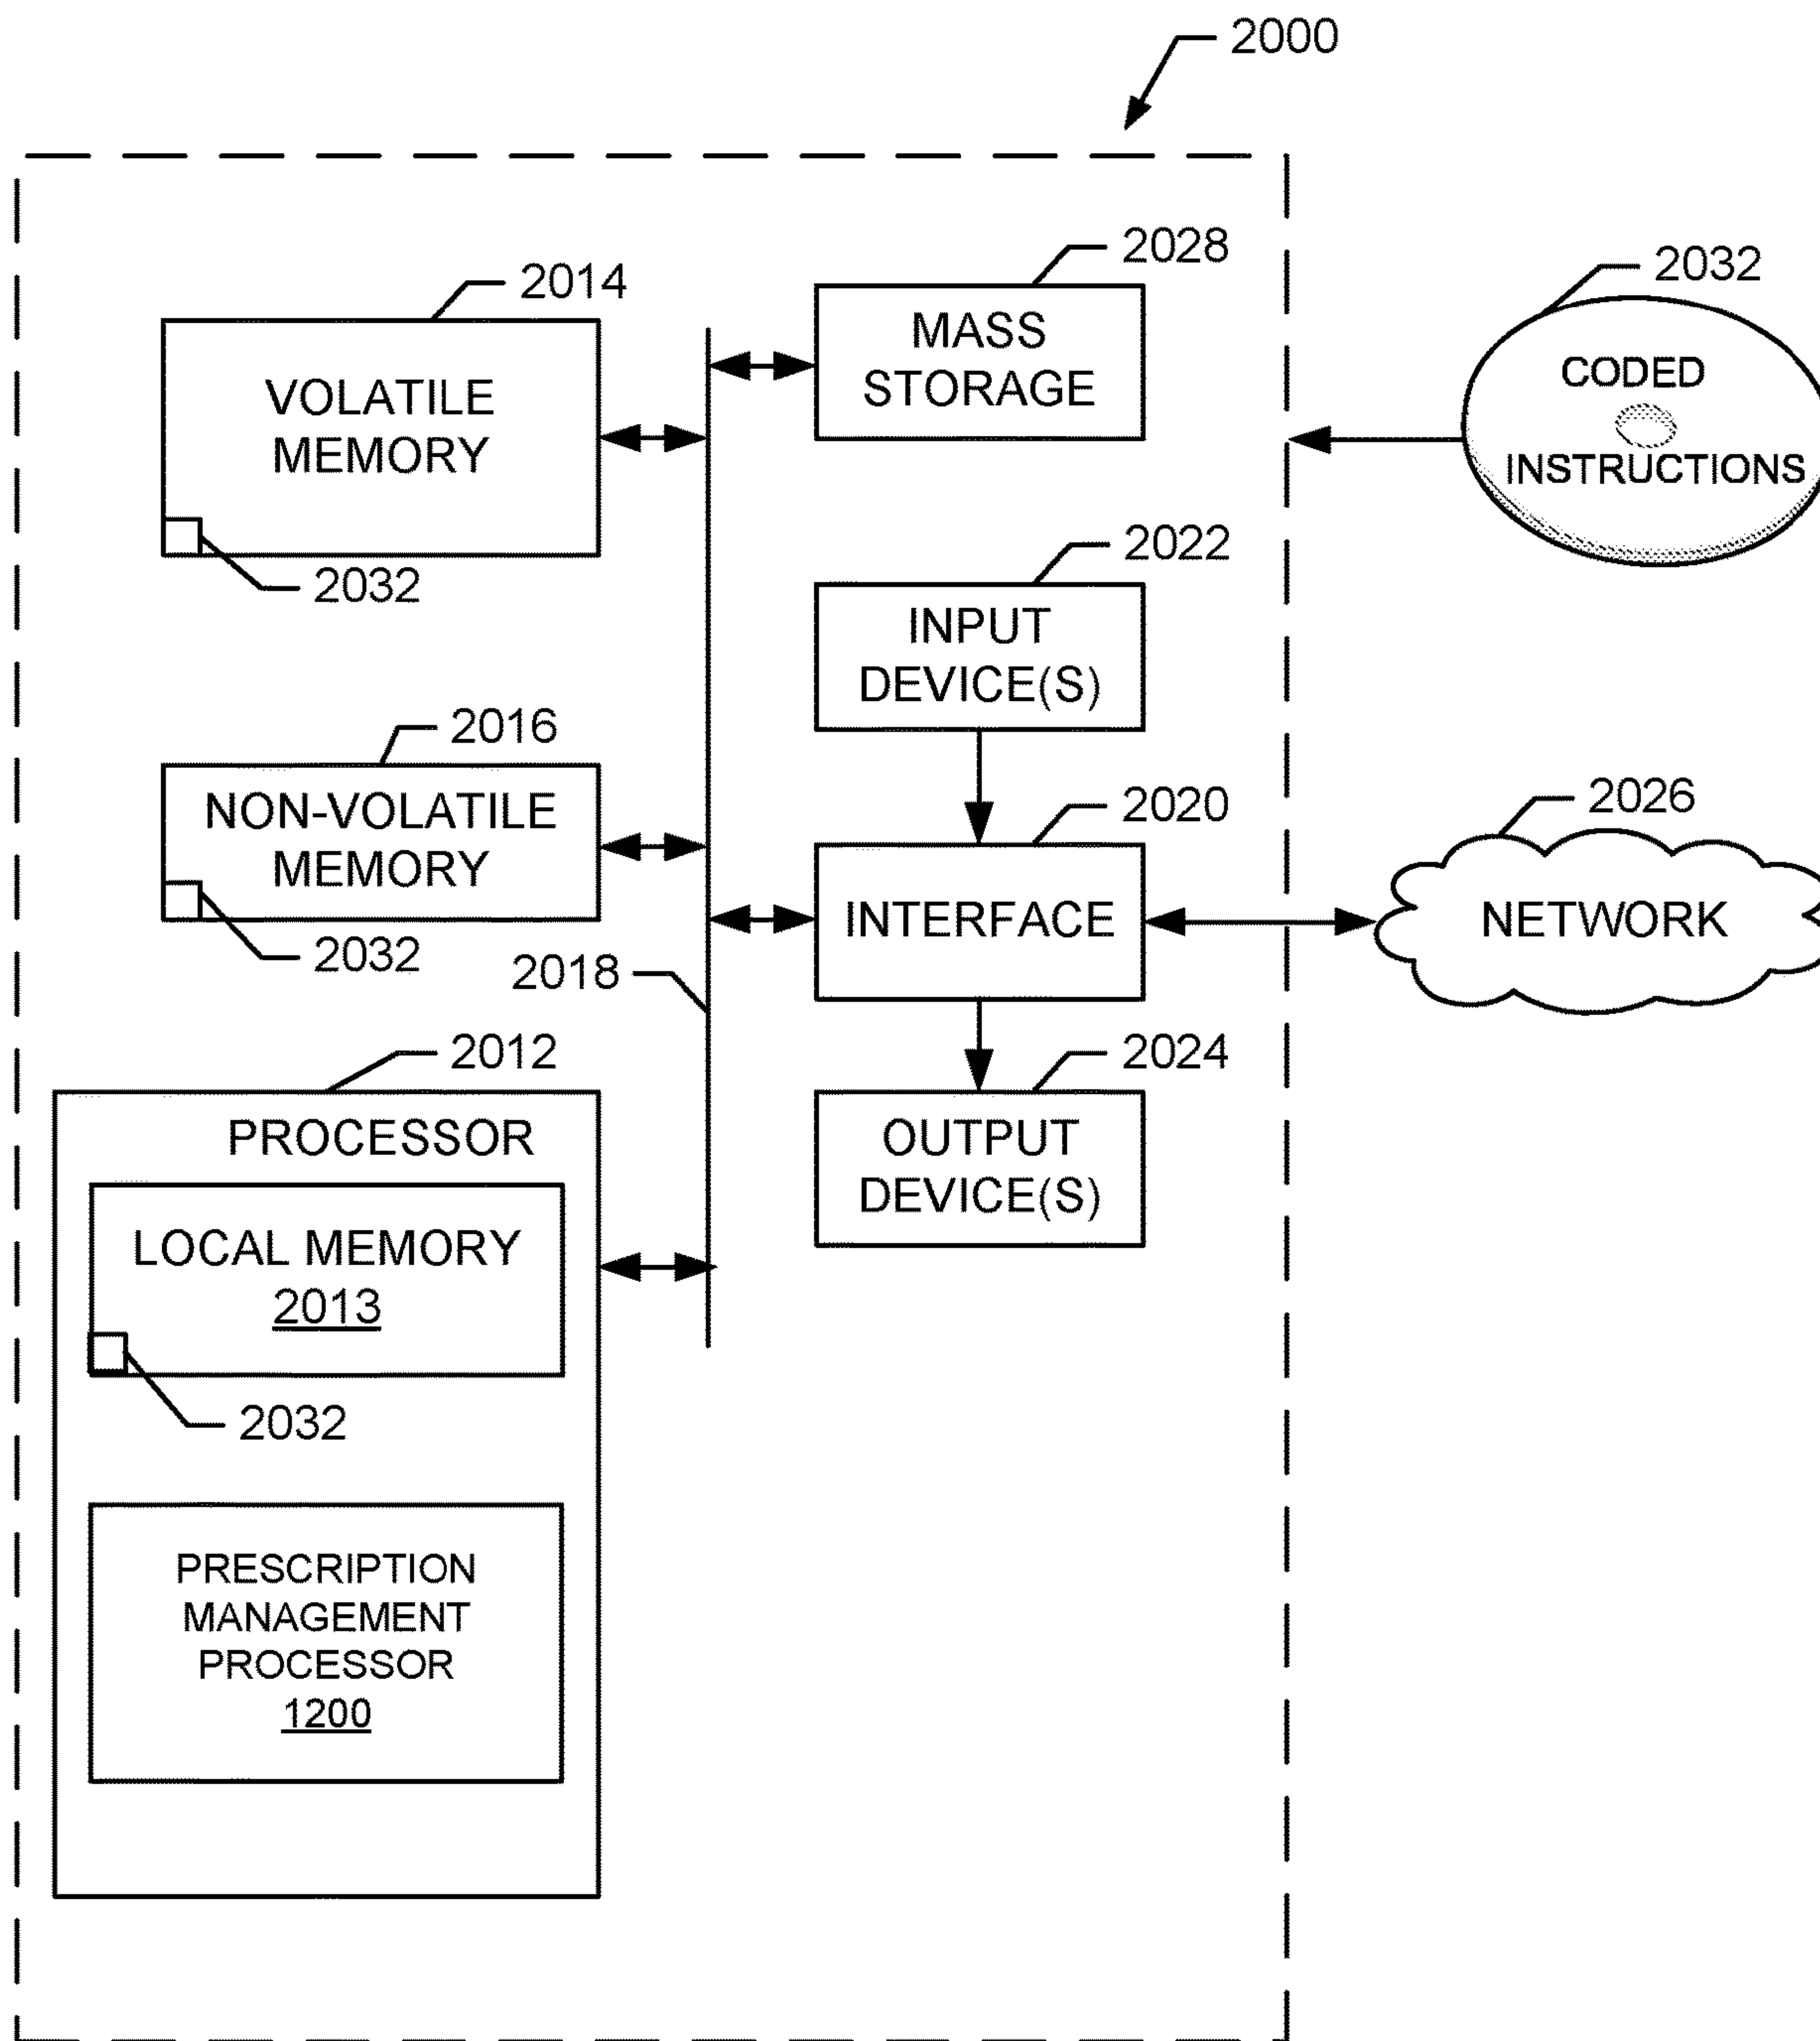 2000
2014
VOLATILE
MEMORY
2032
2028
MASS
STORAGE
2032
CODED
INSTRUCTIONS
2022
INPUT
DEVICE(S)
2016
NON-VOLATILE
MEMORY
2032
2018
2020
INTERFACE
2026
NETWORK
2012
PROCESSOR
LOCAL MEMORY
2013
2032
2024
OUTPUT
DEVICE(S)
PRESCRIPTION
MANAGEMENT
PROCESSOR
1200